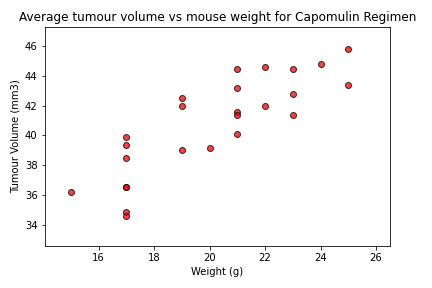 Average tumour volume vs mouse weight for Capomulin Regimen
46
44
42
40
38
36
34
Tumour Volume (mm3)
16 18 20 22 24 26
Weight (g)